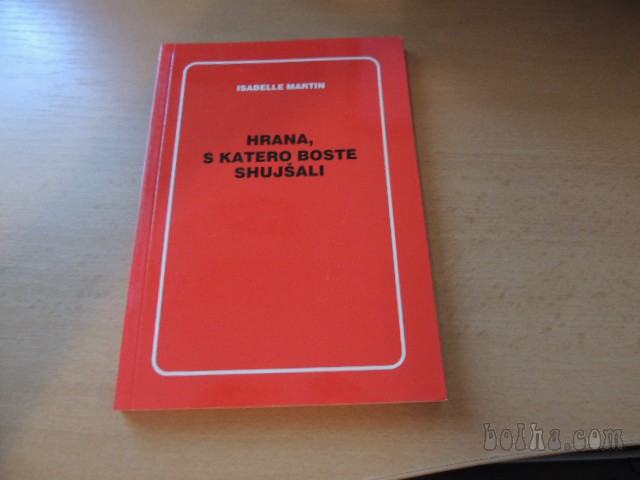 ISABELLE MARTIN
HRANA,
S KATERO BOSTE
SHUJŠALI
bolha.com